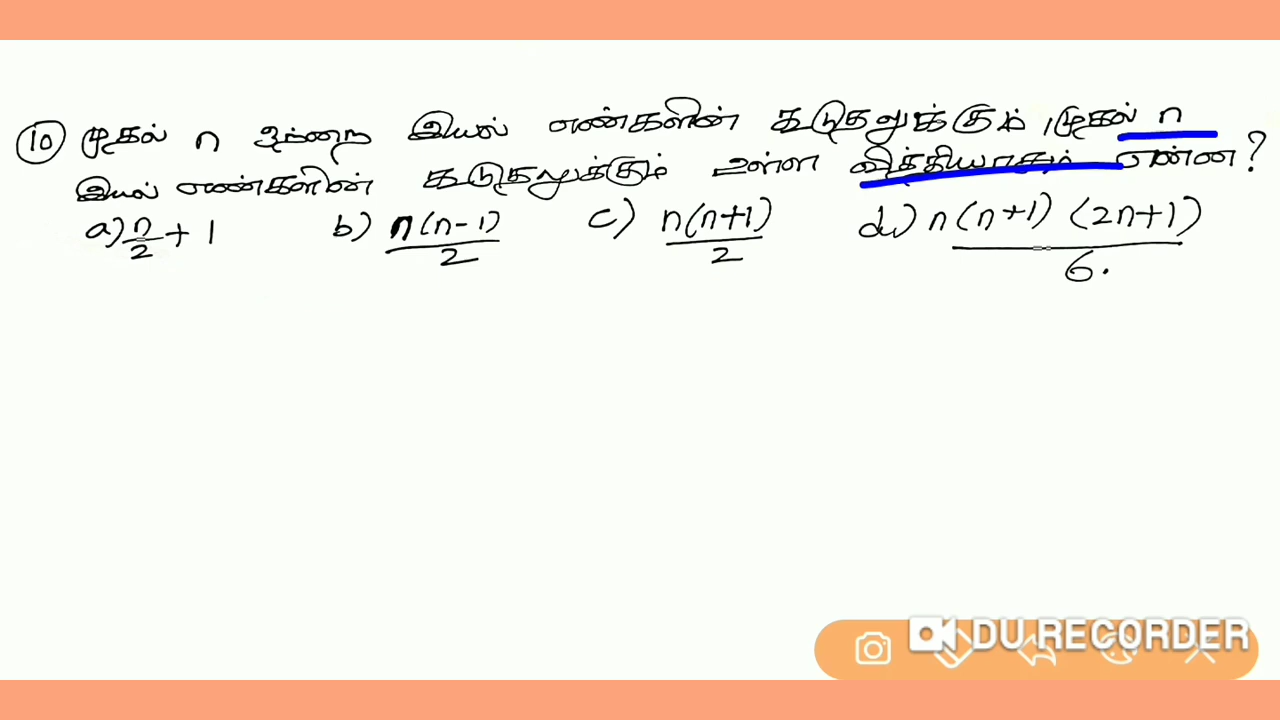 10 முதல் n இயல் எண்களின் கூடுதலுக்கும், முதல் n
இயல் எண்களின் கூடுதலுக்கும் உள்ள வித்தியாசம் என்ன?
a) n/2 + 1 b) n(n-1)/2 c) n(n+1)/2 d) n(n+1) (2n+1)/6.
DU RECORDER